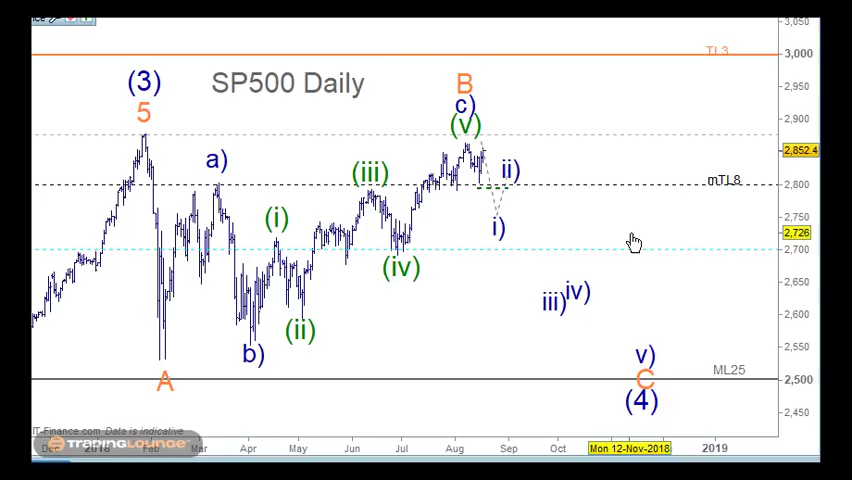 3,050
TL3
3,000
(3)
SP500 Daily
B
2,950
5
c)
(v)
2,900
a)
2,852.4
(iii)
ii)
mTL8
2,800
(i)
i)
2,750
2,726
2,700
(iv)
2,650
iii)
iv)
(ii)
2,600
b)
v)
2,550
A
C
ML25
2,500
(4)
2,450
IT-Finance.com Data is indicative
TRADINGLOUNGE
Dec 2018 Feb Mar Apr May Jun Jul Aug Sep Oct Mon 12-Nov-2018 2019